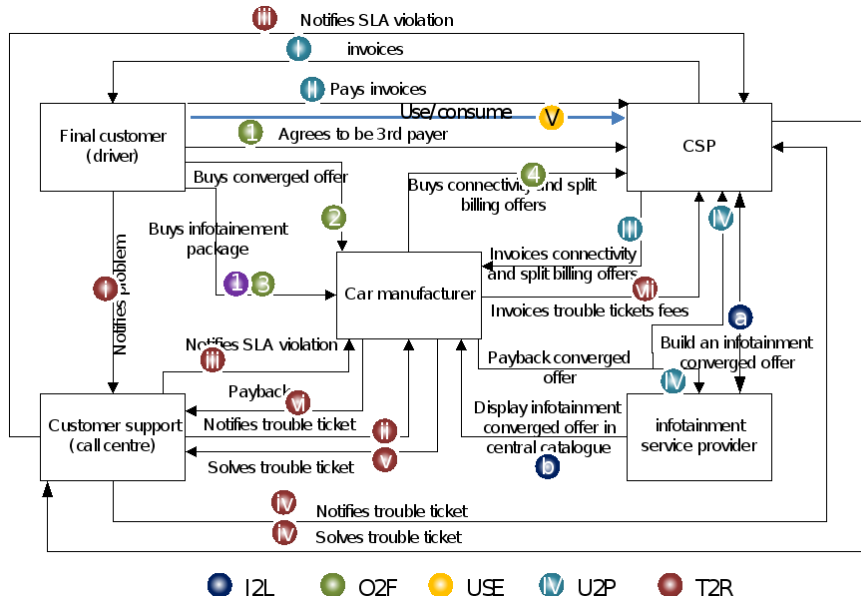 iii Notifies SLA violation
I invoices
II Pays invoices
Use/consume
V
Final customer
(driver)
1 Agrees to be 3rd payer
CSP
Buys converged offer
4
Buys connectivity and split
billing offers
2
Buys infotainement
package
III
IV
Invoices connectivity
and split billing offers
1 3
Car manufacturer
vii
Invoices trouble tickets fees
i
Notifies problem
a
Build an infotainment
converged offer
Notifies SLA violation
iii
Payback converged
offer
IV
Payback
vi
Customer support
(call centre)
Notifies trouble ticket
ii
Display infotainment
converged offer in
central catalogue
infotainment
service provider
Solves trouble ticket
v
b
iv
Notifies trouble ticket
iv
Solves trouble ticket
I2L O2F USE IV U2P T2R